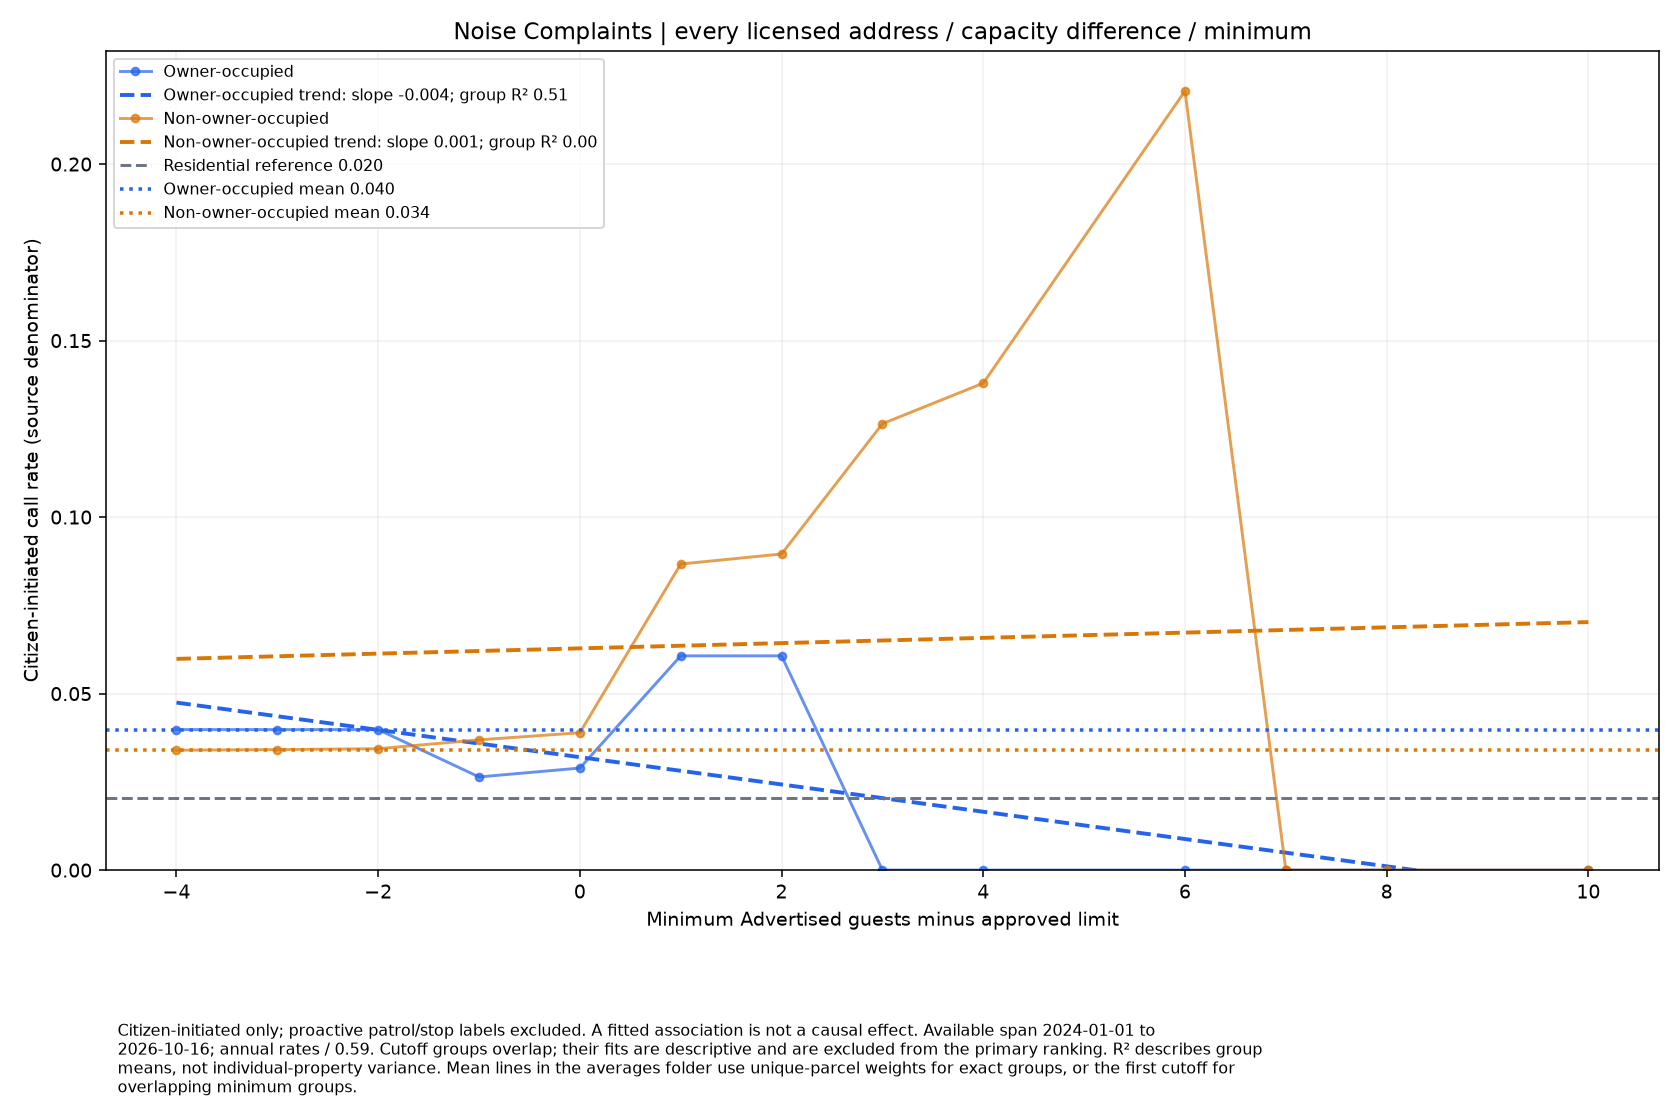 Noise Complaints | every licensed address / capacity difference / minimum
Owner-occupied
Owner-occupied trend: slope -0.004; group R² 0.51
Non-owner-occupied
Non-owner-occupied trend: slope 0.001; group R² 0.00
Residential reference 0.020
Owner-occupied mean 0.040
Non-owner-occupied mean 0.034
Citizen-initiated call rate (source denominator)
0.20
0.15
0.10
0.05
0.00
−4
−2
0
2
4
6
8
10
Minimum Advertised guests minus approved limit
Citizen-initiated only; proactive patrol/stop labels excluded. A fitted association is not a causal effect. Available span 2024-01-01 to
2026-10-16; annual rates / 0.59. Cutoff groups overlap; their fits are descriptive and are excluded from the primary ranking. R² describes group
means, not individual-property variance. Mean lines in the averages folder use unique-parcel weights for exact groups, or the first cutoff for
overlapping minimum groups.